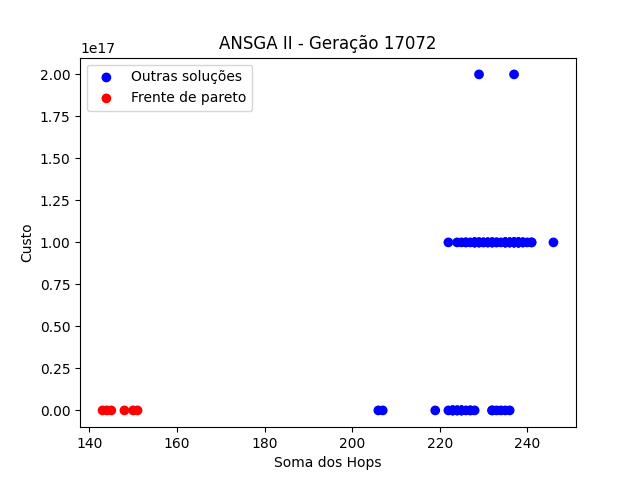 ANSGA II - Geração 17072
1e17
Outras soluções
Frente de pareto
2.00
1.75
1.50
1.25
1.00
0.75
0.50
0.25
0.00
Custo
140 160 180 200 220 240
Soma dos Hops